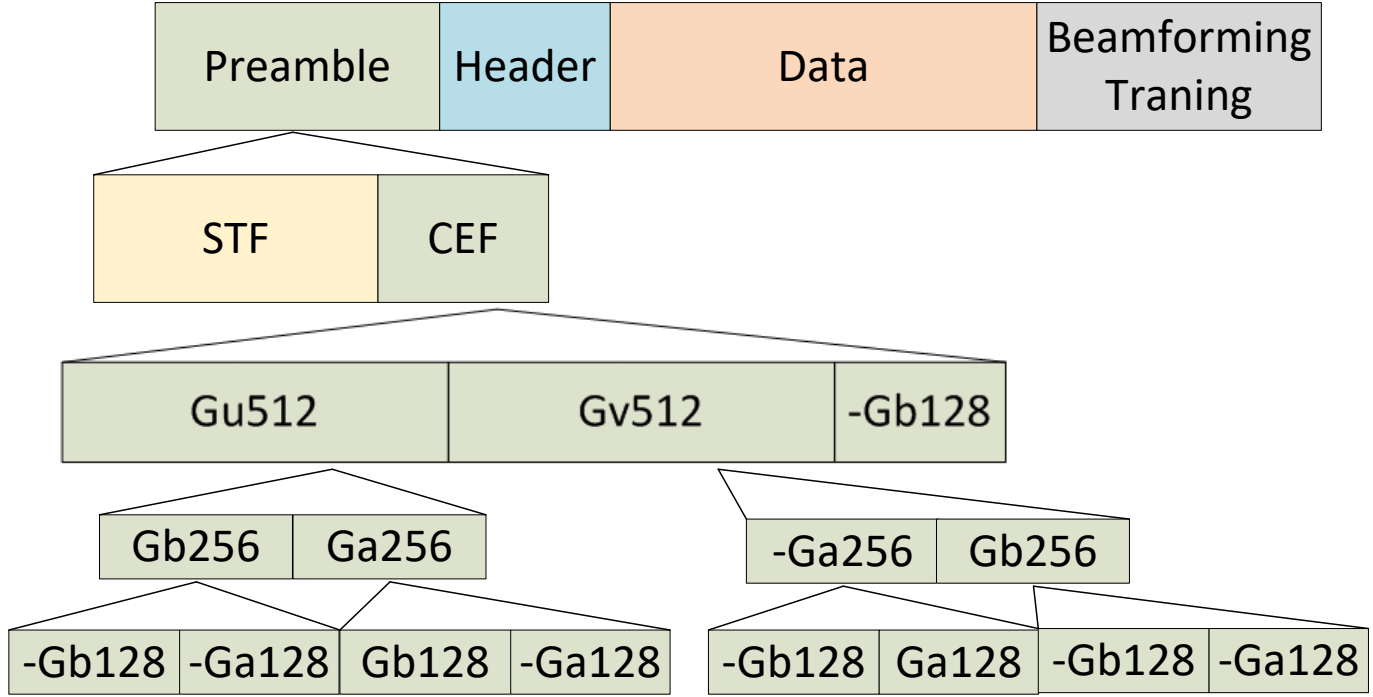 Preamble
Header
Data
Beamforming
Traning
STF
CEF
Gu512
Gv512
-Gb128
Gb256
Ga256
-Ga256
Gb256
-Gb128
-Ga128
Gb128
-Ga128
-Gb128
Ga128
-Gb128
-Ga128